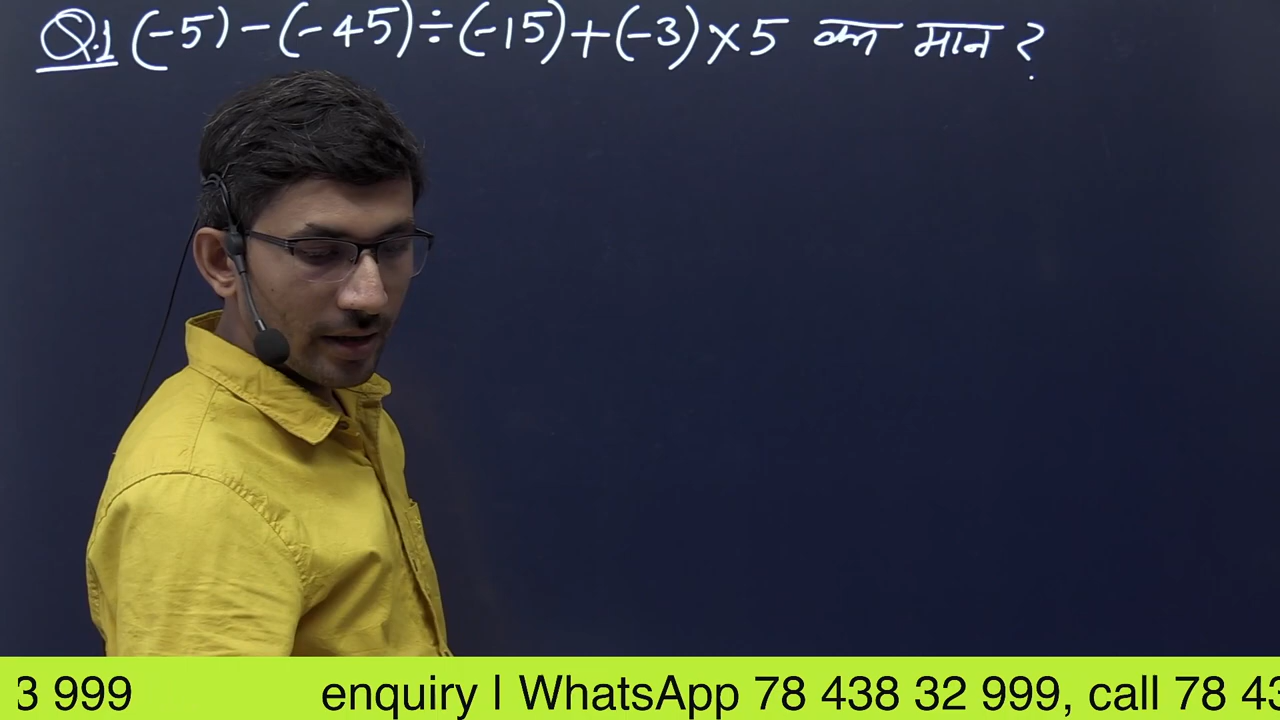 Q.1 (-5)-(-45)÷(-15)+(-3)×5 का मान ?
3 999 enquiry | WhatsApp 78 438 32 999, call 78 43